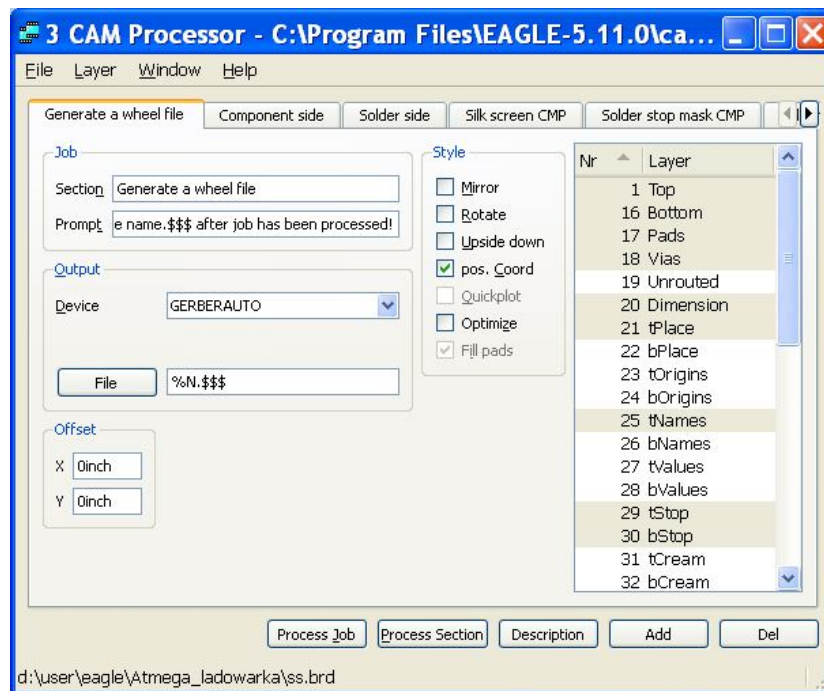 3 CAM Processor - C:\Program Files\EAGLE-5.11.0\ca...
File Layer Window Help
Generate a wheel file
Component side
Solder side
Silk screen CMP
Solder stop mask CMP
Job
Section Generate a wheel file
Prompt e name.$$$ after job has been processed!
Output
Device GERBERAUTO
File %N.$$$
Offset
X 0inch
Y 0inch
Style
Mirror
Rotate
Upside down
pos. Coord
Quickplot
Optimize
Fill pads
Nr Layer
1 Top
16 Bottom
17 Pads
18 Vias
19 Unrouted
20 Dimension
21 tPlace
22 bPlace
23 tOrigins
24 bOrigins
25 tNames
26 bNames
27 tValues
28 bValues
29 tStop
30 bStop
31 tCream
32 bCream
Process Job
Process Section
Description
Add
Del
d:\user\eagle\Atmega_ladowarka\ss.brd